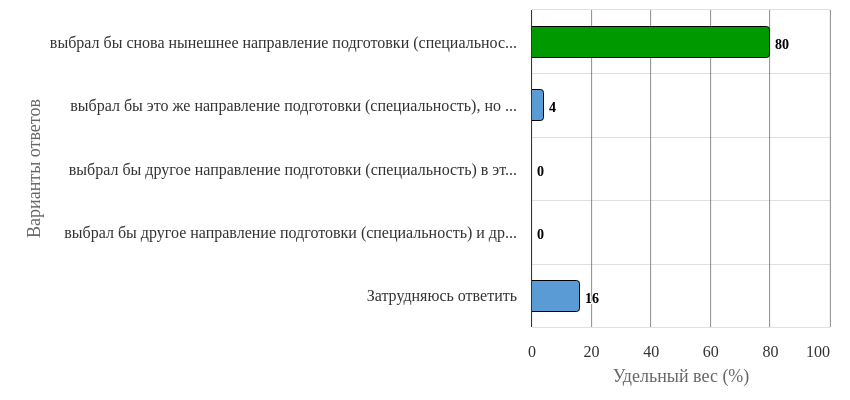 выбрал бы снова нынешнее направление подготовки (специальнос...
80
выбрал бы это же направление подготовки (специальность), но ...
4
выбрал бы другое направление подготовки (специальность) в эт...
0
выбрал бы другое направление подготовки (специальность) и др...
0
Затрудняюсь ответить
16
Варианты ответов
0 20 40 60 80 100
Удельный вес (%)